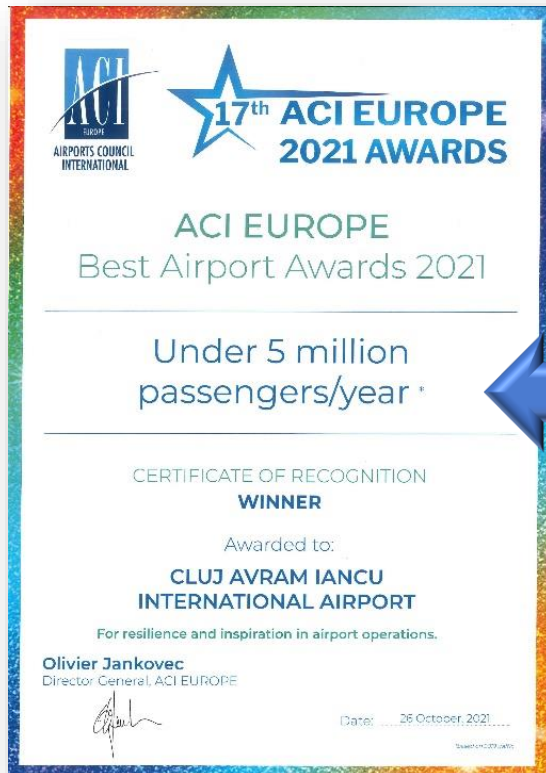 ACI
EUROPE
AIRPORTS COUNCIL
INTERNATIONAL
17th ACI EUROPE
2021 AWARDS
ACI EUROPE
Best Airport Awards 2021
Under 5 million
passengers/year *
CERTIFICATE OF RECOGNITION
WINNER
Awarded to:
CLUJ AVRAM IANCU
INTERNATIONAL AIRPORT
For resilience and inspiration in airport operations.
Olivier Jankovec
Director General, ACI EUROPE
Date: 26 October, 2021